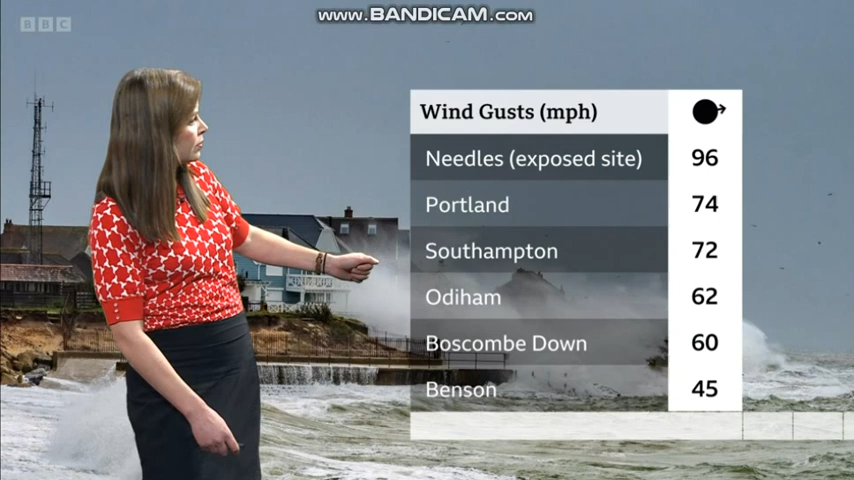 BBC
www.BANDICAM.com
Wind Gusts (mph)
Needles (exposed site) 96
Portland 74
Southampton 72
Odiham 62
Boscombe Down 60
Benson 45